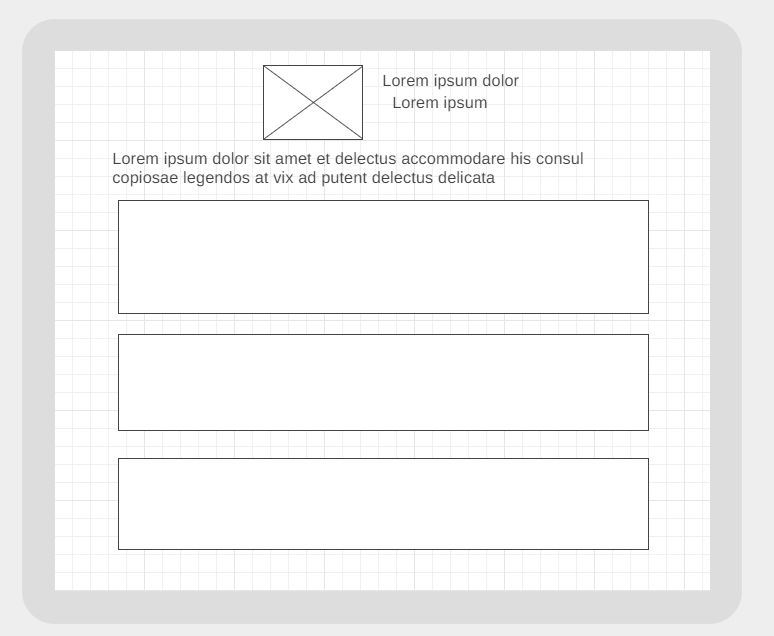 Lorem ipsum dolor
Lorem ipsum
Lorem ipsum dolor sit amet et delectus accommodare his consul
copiosae legendos at vix ad putent delectus delicata